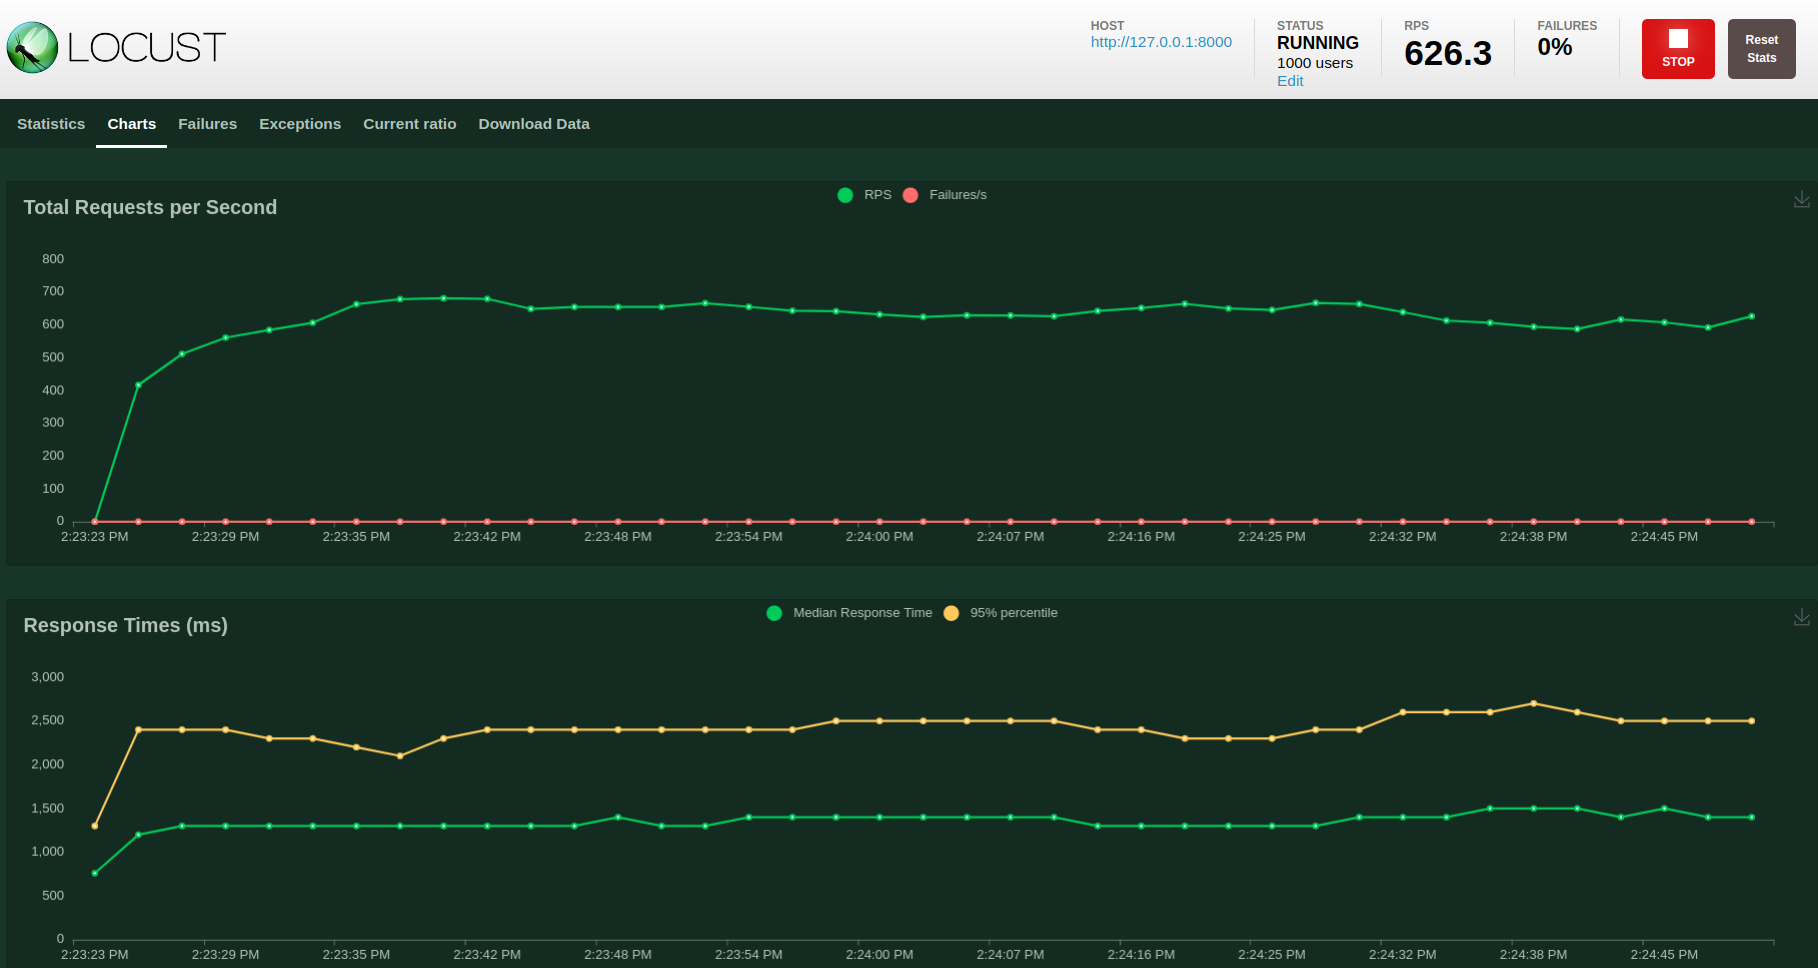 LOCUST
HOST
http://127.0.0.1:8000
STATUS
RUNNING
1000 users
Edit
RPS
626.3
FAILURES
0%
STOP
Reset
Stats
Statistics Charts Failures Exceptions Current ratio Download Data
Total Requests per Second
RPS Failures/s
800
700
600
500
400
300
200
100
0
2:23:23 PM 2:23:29 PM 2:23:35 PM 2:23:42 PM 2:23:48 PM 2:23:54 PM 2:24:00 PM 2:24:07 PM 2:24:16 PM 2:24:25 PM 2:24:32 PM 2:24:38 PM 2:24:45 PM
Response Times (ms)
Median Response Time 95% percentile
3,000
2,500
2,000
1,500
1,000
500
0
2:23:23 PM 2:23:29 PM 2:23:35 PM 2:23:42 PM 2:23:48 PM 2:23:54 PM 2:24:00 PM 2:24:07 PM 2:24:16 PM 2:24:25 PM 2:24:32 PM 2:24:38 PM 2:24:45 PM